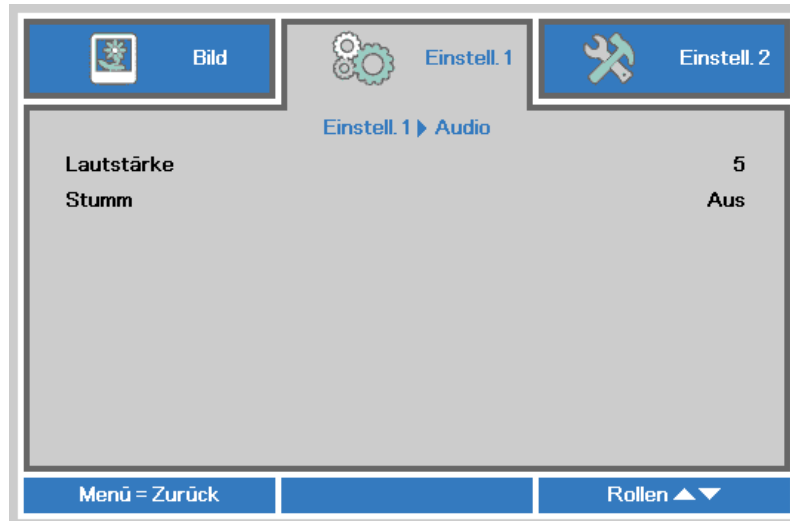 Bild
Einstell. 1
Einstell. 2
Einstell. 1 ▶ Audio
Lautstärke 5
Stumm Aus
Menü = Zurück
Rollen ▲▼